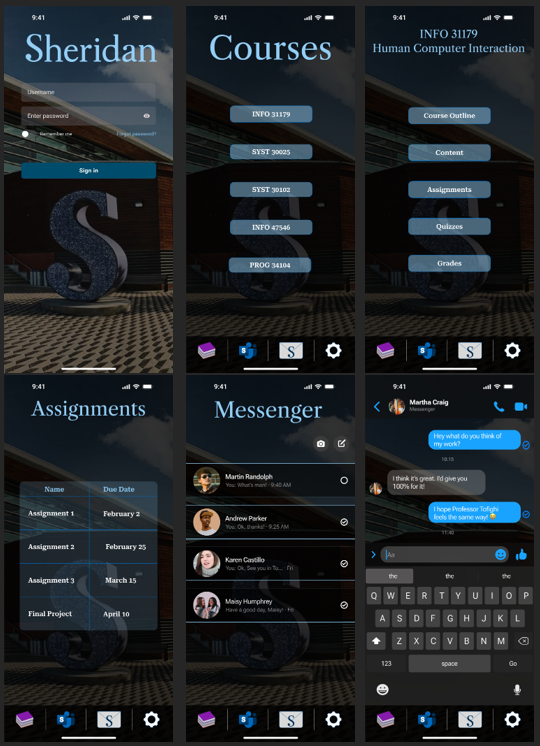 9:41
Sheridan
Username
Enter password
Remember me
Forgot password?
Sign in
9:41
Courses
INFO 31179
SYST 30025
SYST 30102
INFO 47546
PROG 34104
S
9:41
INFO 31179
Human Computer Interaction
Course Outline
Content
Assignments
Quizzes
Grades
S
9:41
Assignments
Name Due Date
Assignment 1 February 2
Assignment 2 February 25
Assignment 3 March 15
Final Project April 10
S
9:41
Messenger
Martin Randolph
You: What's man! · 9:40 AM
Andrew Parker
You: Ok, thanks! · 9:25 AM
Karen Castillo
You: Ok, See you in To... · Fri
Maisy Humphrey
Have a good day, Maisy! · Fri
S
9:41
Martha Craig
Messenger
Hey what do you think of
my work?
19:15
I think it's great. I'd give you
100% for it!
I hope Professor Tofighi
feels the same way! 😂
11:40
Aa
the the the
Q W E R T Y U I O P
A S D F G H J K L
Z X C V B N M
123 space Go